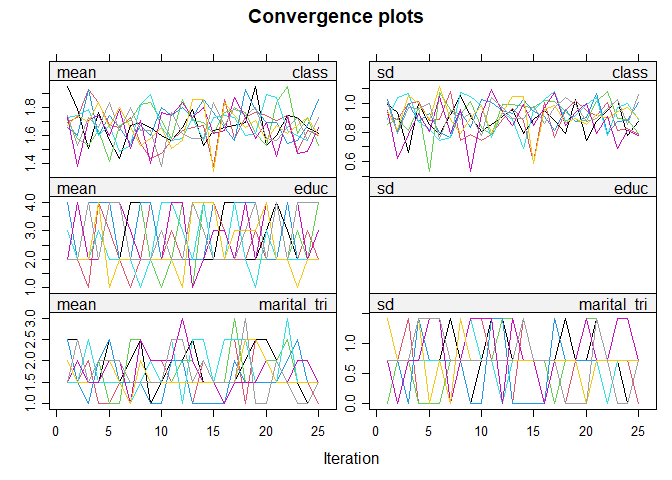 Convergence plots
mean class
sd class
1.4 1.6 1.8
0.6 0.8 1.0
mean educ
sd educ
1.0 2.0 3.0 4.0
mean marital_tri
sd marital_tri
1.0 1.5 2.0 2.5 3.0
0.0 0.5 1.0
0 5 10 15 20 25
0 5 10 15 20 25
Iteration